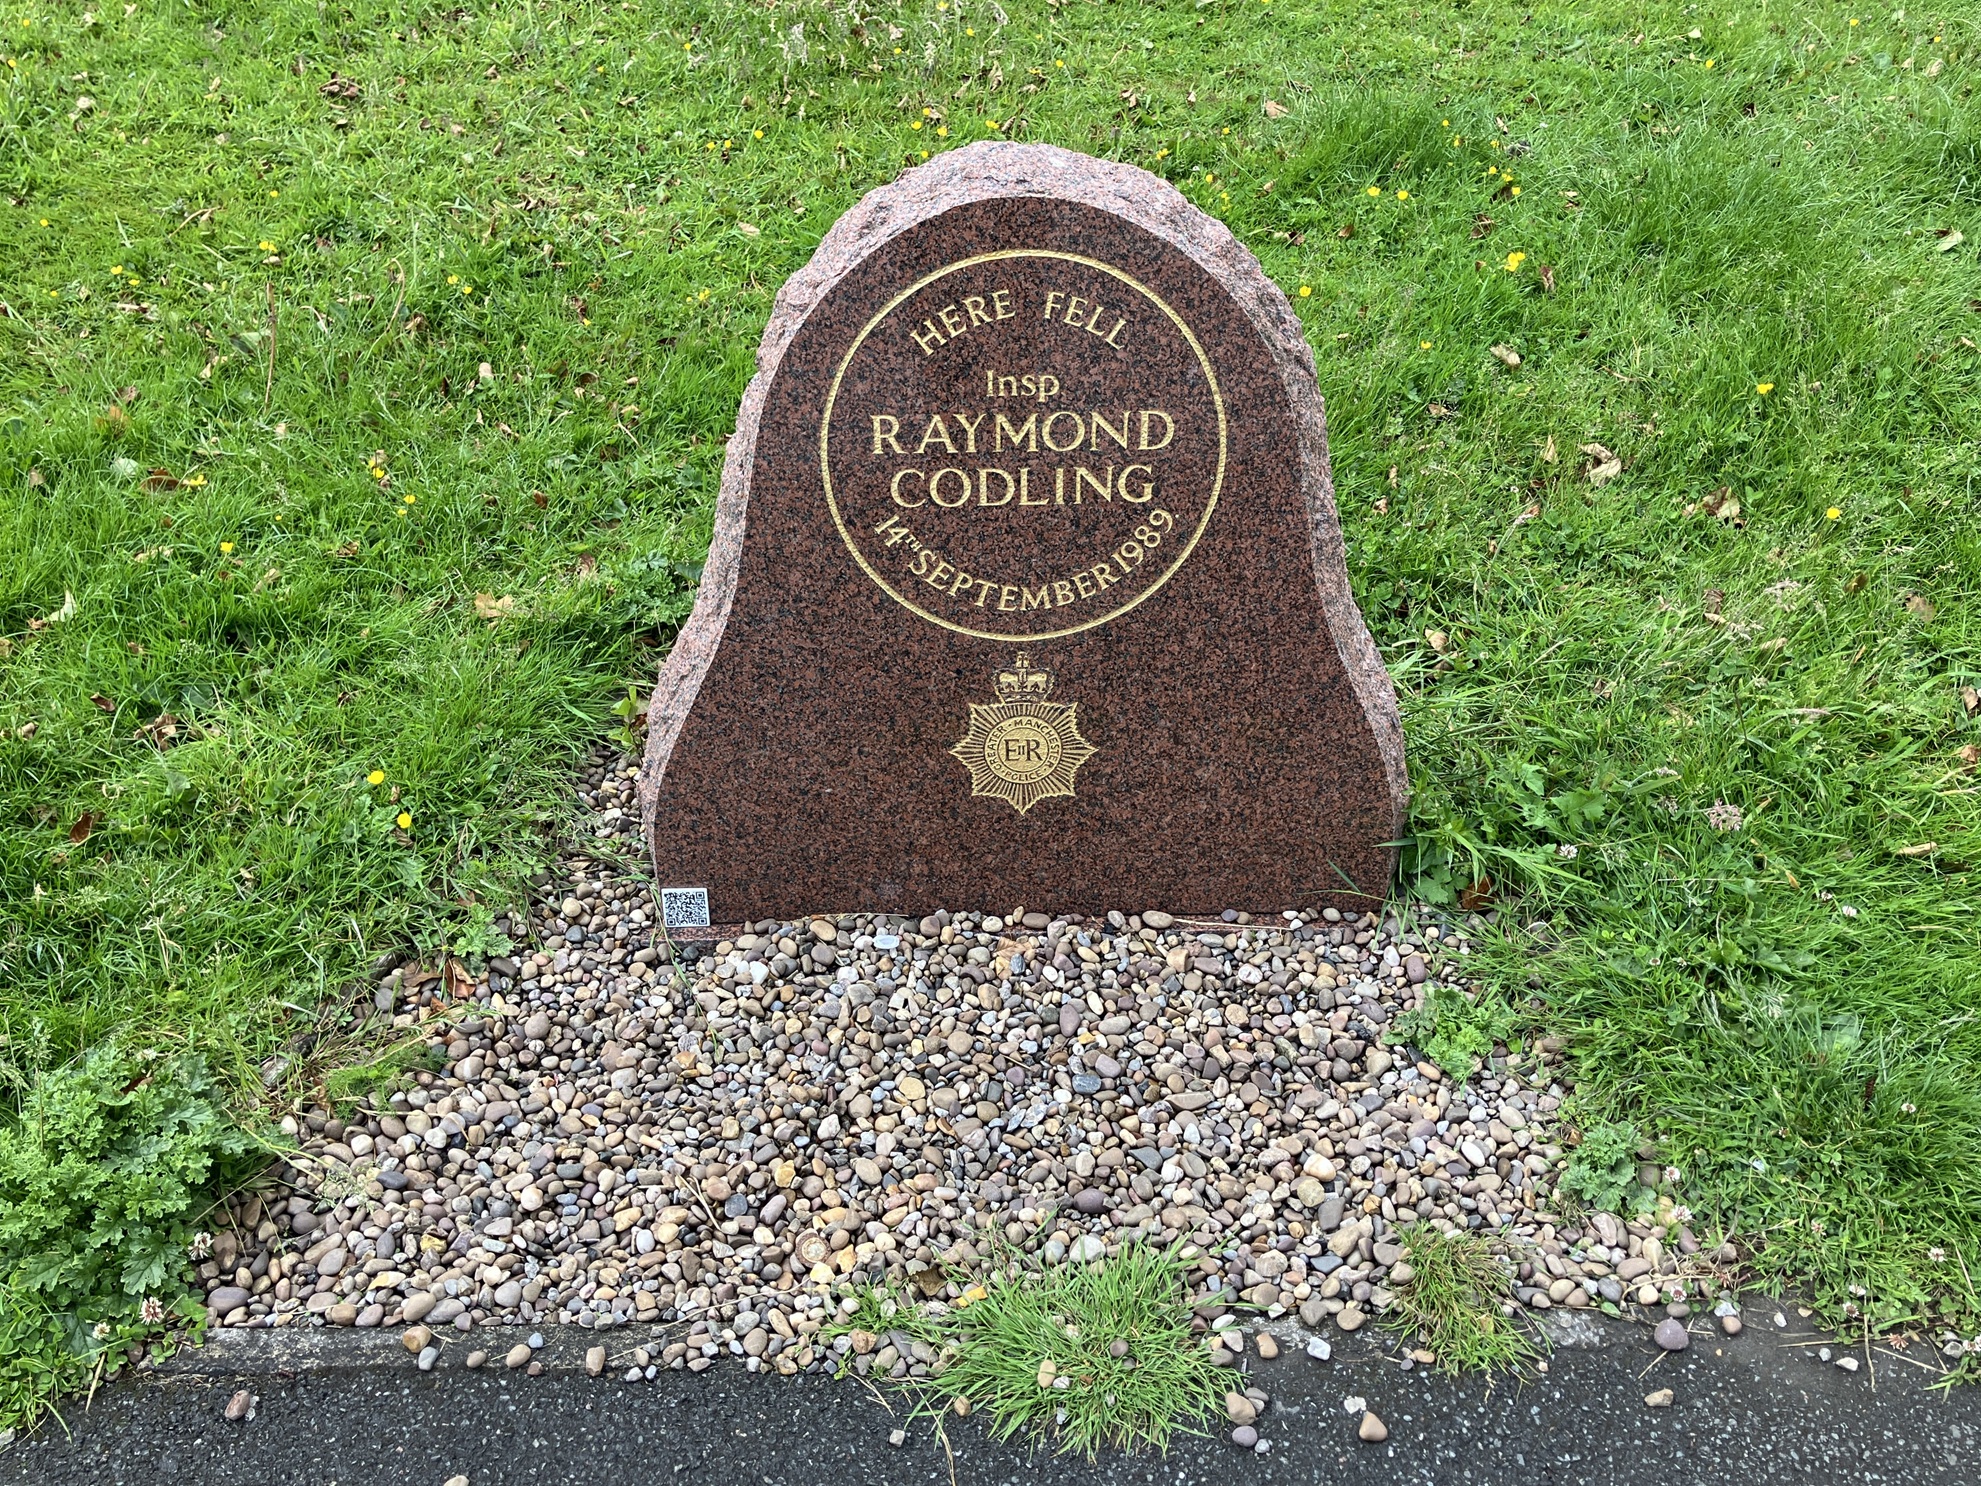 HERE FELL
Insp
RAYMOND
CODLING
14TH SEPTEMBER 1989.
GREATER·MANCHESTER
·POLICE·
EIIR